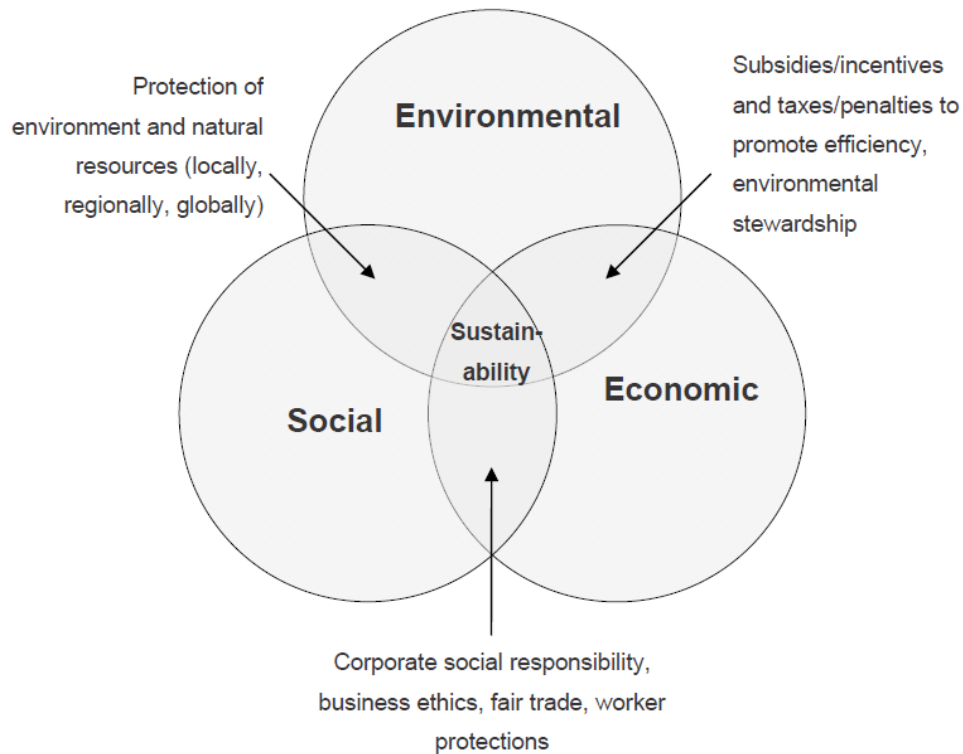 Protection of
environment and natural
resources (locally,
regionally, globally)
Environmental
Subsidies/incentives
and taxes/penalties to
promote efficiency,
environmental
stewardship
Sustain-
ability
Social
Economic
Corporate social responsibility,
business ethics, fair trade, worker
protections